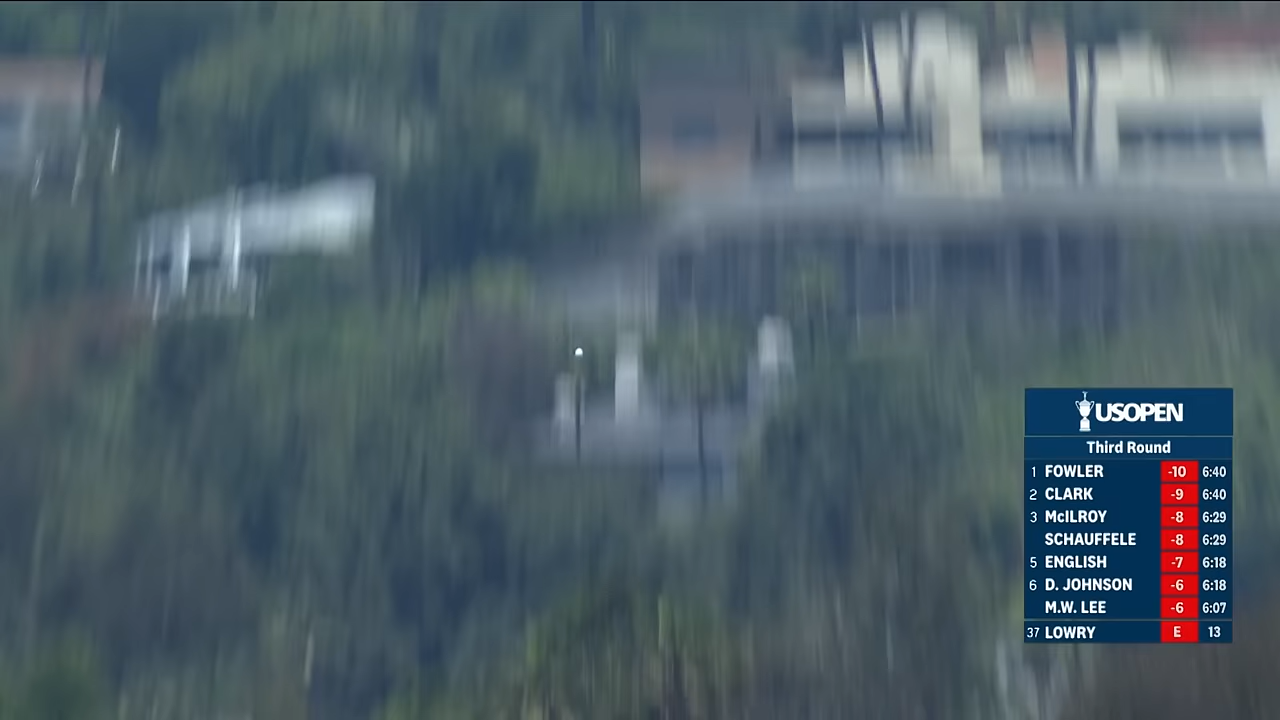 USOPEN
Third Round
1 FOWLER -10 6:40
2 CLARK -9 6:40
3 McILROY -8 6:29
SCHAUFFELE -8 6:29
5 ENGLISH -7 6:18
6 D. JOHNSON -6 6:18
M.W. LEE -6 6:07
37 LOWRY E 13